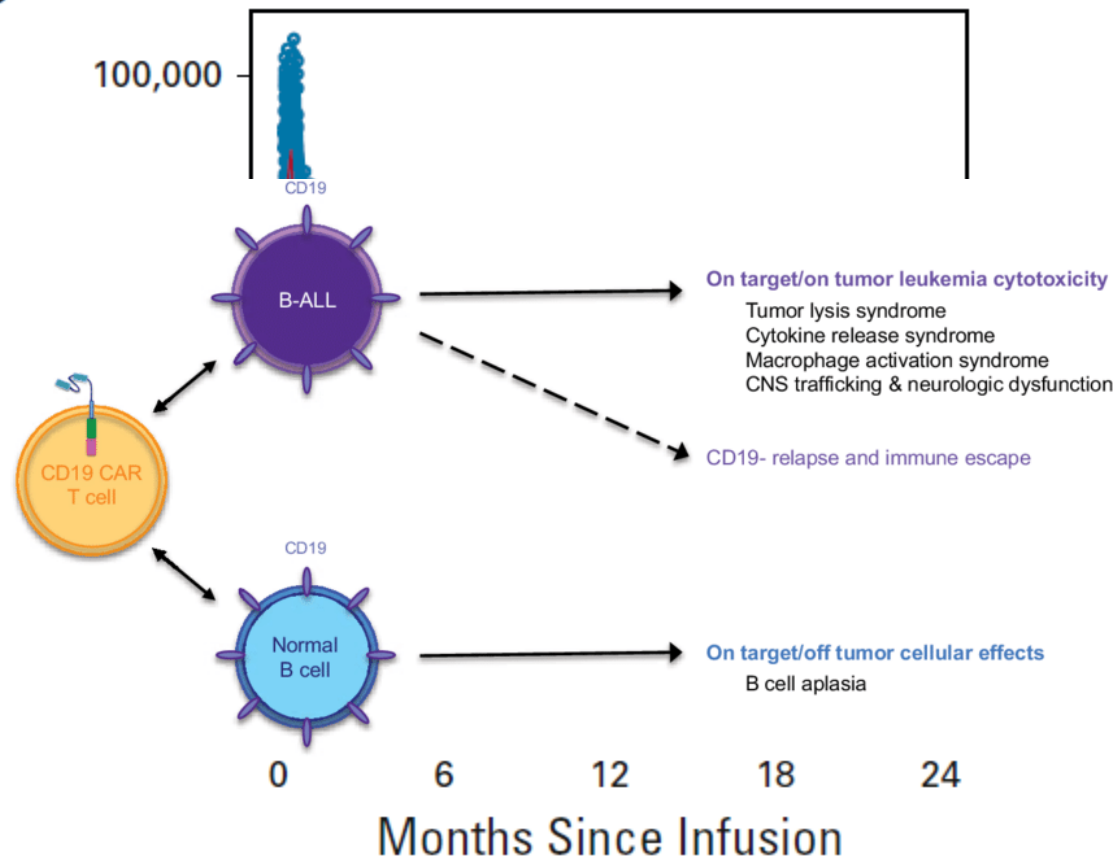 100,000
CD19
B-ALL
On target/on tumor leukemia cytotoxicity
Tumor lysis syndrome
Cytokine release syndrome
Macrophage activation syndrome
CNS trafficking & neurologic dysfunction
CD19- relapse and immune escape
CD19 CAR
T cell
CD19
Normal
B cell
On target/off tumor cellular effects
B cell aplasia
0 6 12 18 24
Months Since Infusion